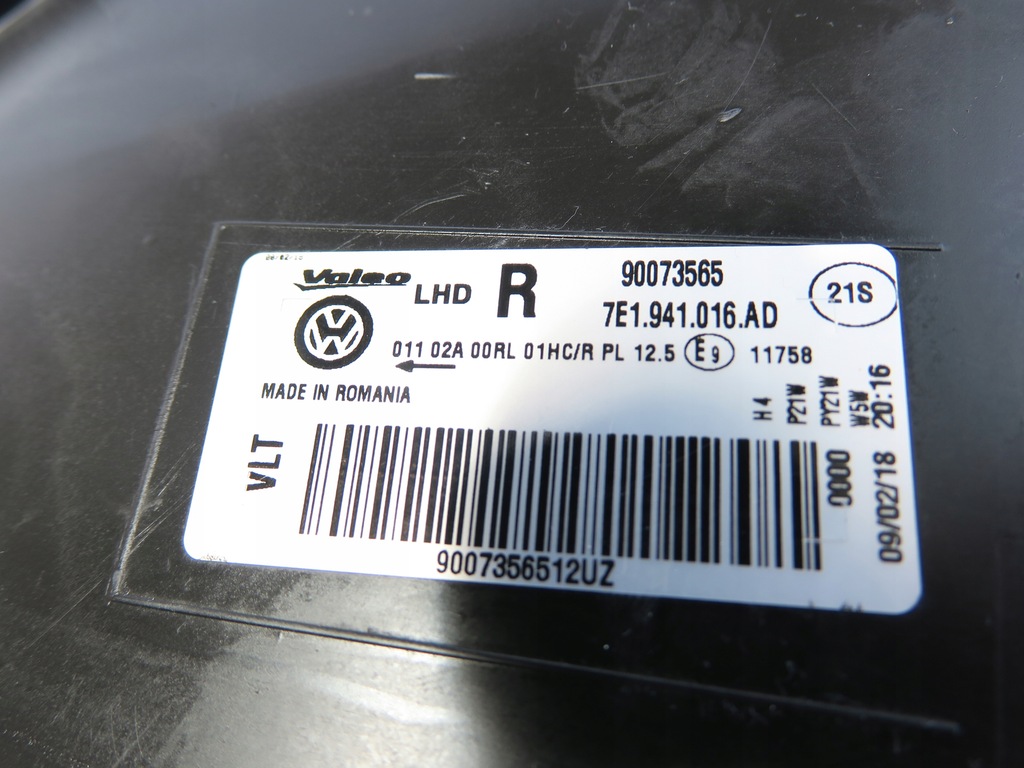 Valeo
LHD R
90073565
7E1.941.016.AD
21S
011 02A 00RL 01HC/R PL 12.5 E9 11758
MADE IN ROMANIA
H4
P21W
PY21W
W5W
20:16
VLT
0000
09/02/18
9007356512UZ